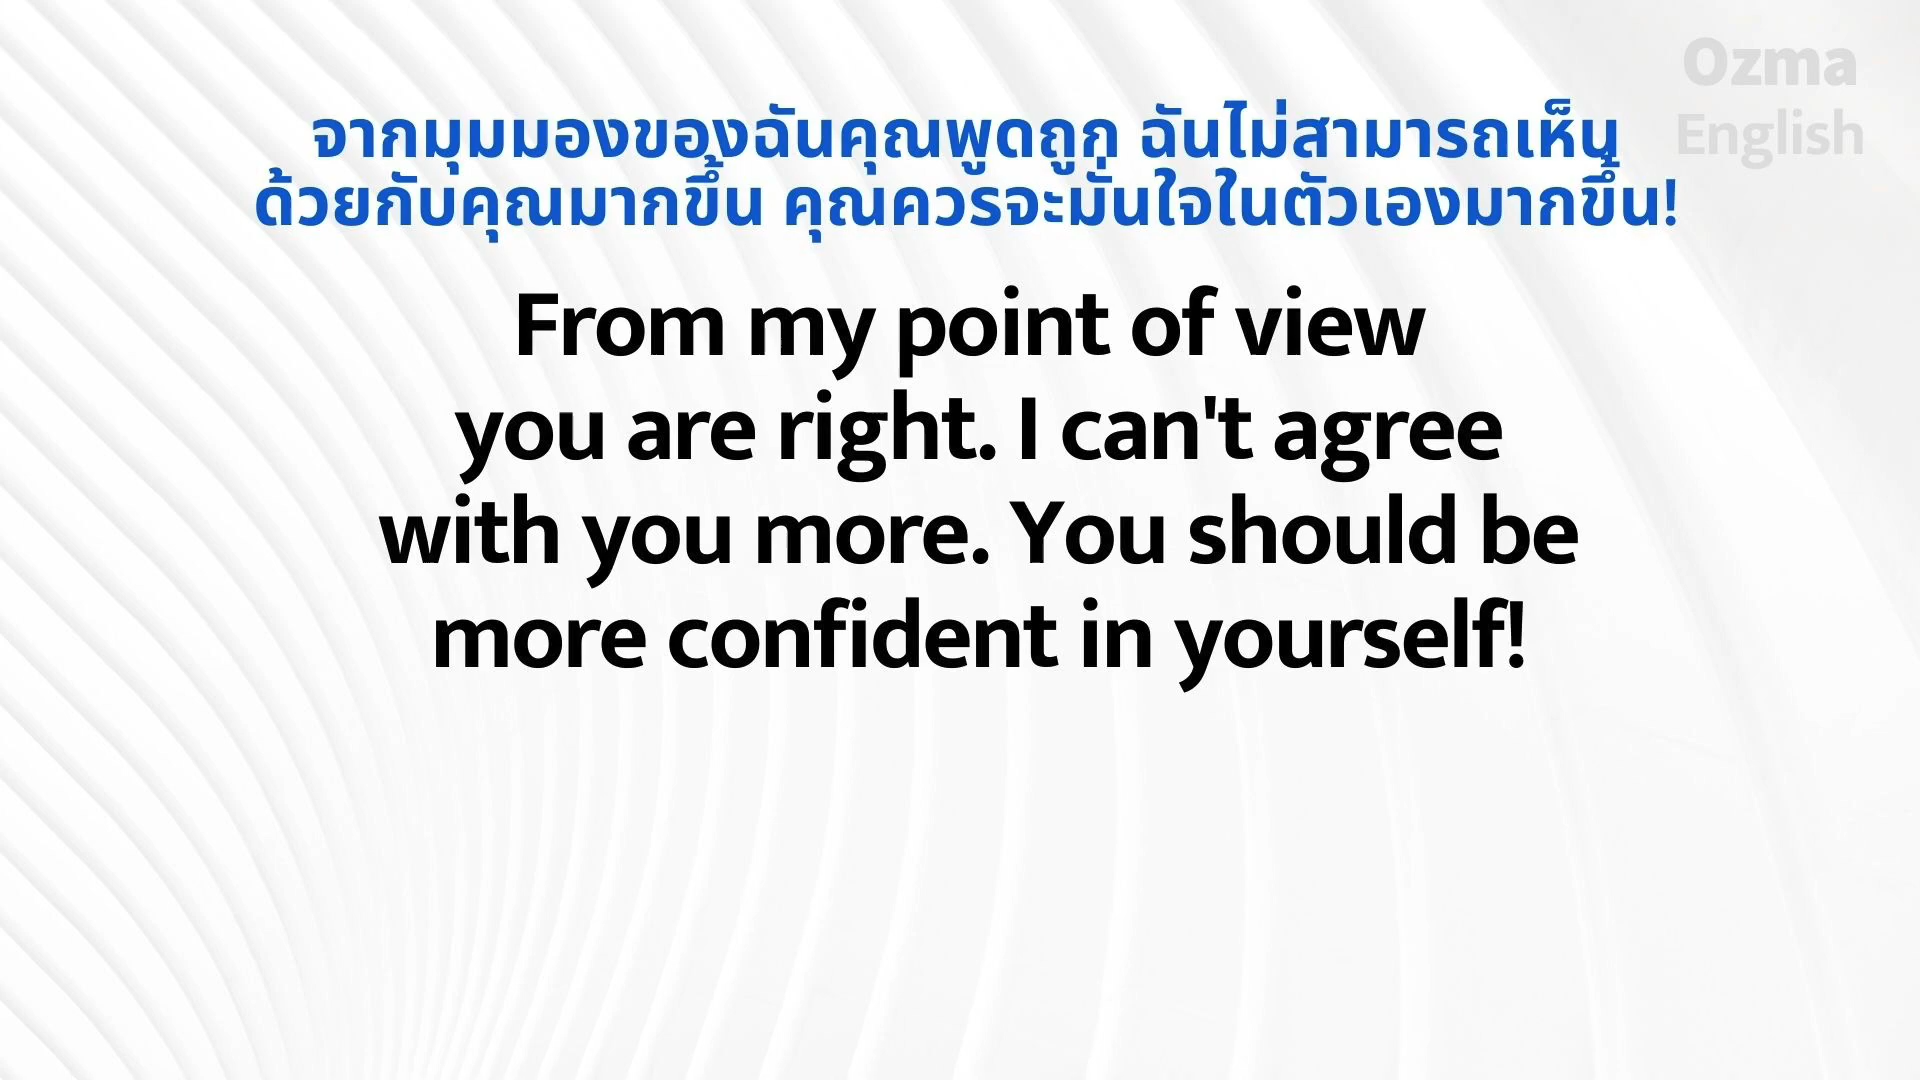 Ozma
English
จากมุมมองของฉันคุณพูดถูก ฉันไม่สามารถเห็น
ด้วยกับคุณมากขึ้น คุณควรจะมั่นใจในตัวเองมากขึ้น!
From my point of view
you are right. I can't agree
with you more. You should be
more confident in yourself!